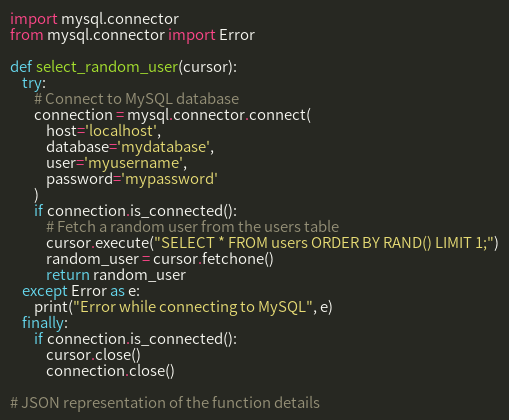 import mysql.connector
from mysql.connector import Error

def select_random_user(cursor):
    try:
        # Connect to MySQL database
        connection = mysql.connector.connect(
            host='localhost',
            database='mydatabase',
            user='myusername',
            password='mypassword'
        )
        if connection.is_connected():
            # Fetch a random user from the users table
            cursor.execute("SELECT * FROM users ORDER BY RAND() LIMIT 1;")
            random_user = cursor.fetchone()
            return random_user
    except Error as e:
        print("Error while connecting to MySQL", e)
    finally:
        if connection.is_connected():
            cursor.close()
            connection.close()

# JSON representation of the function details